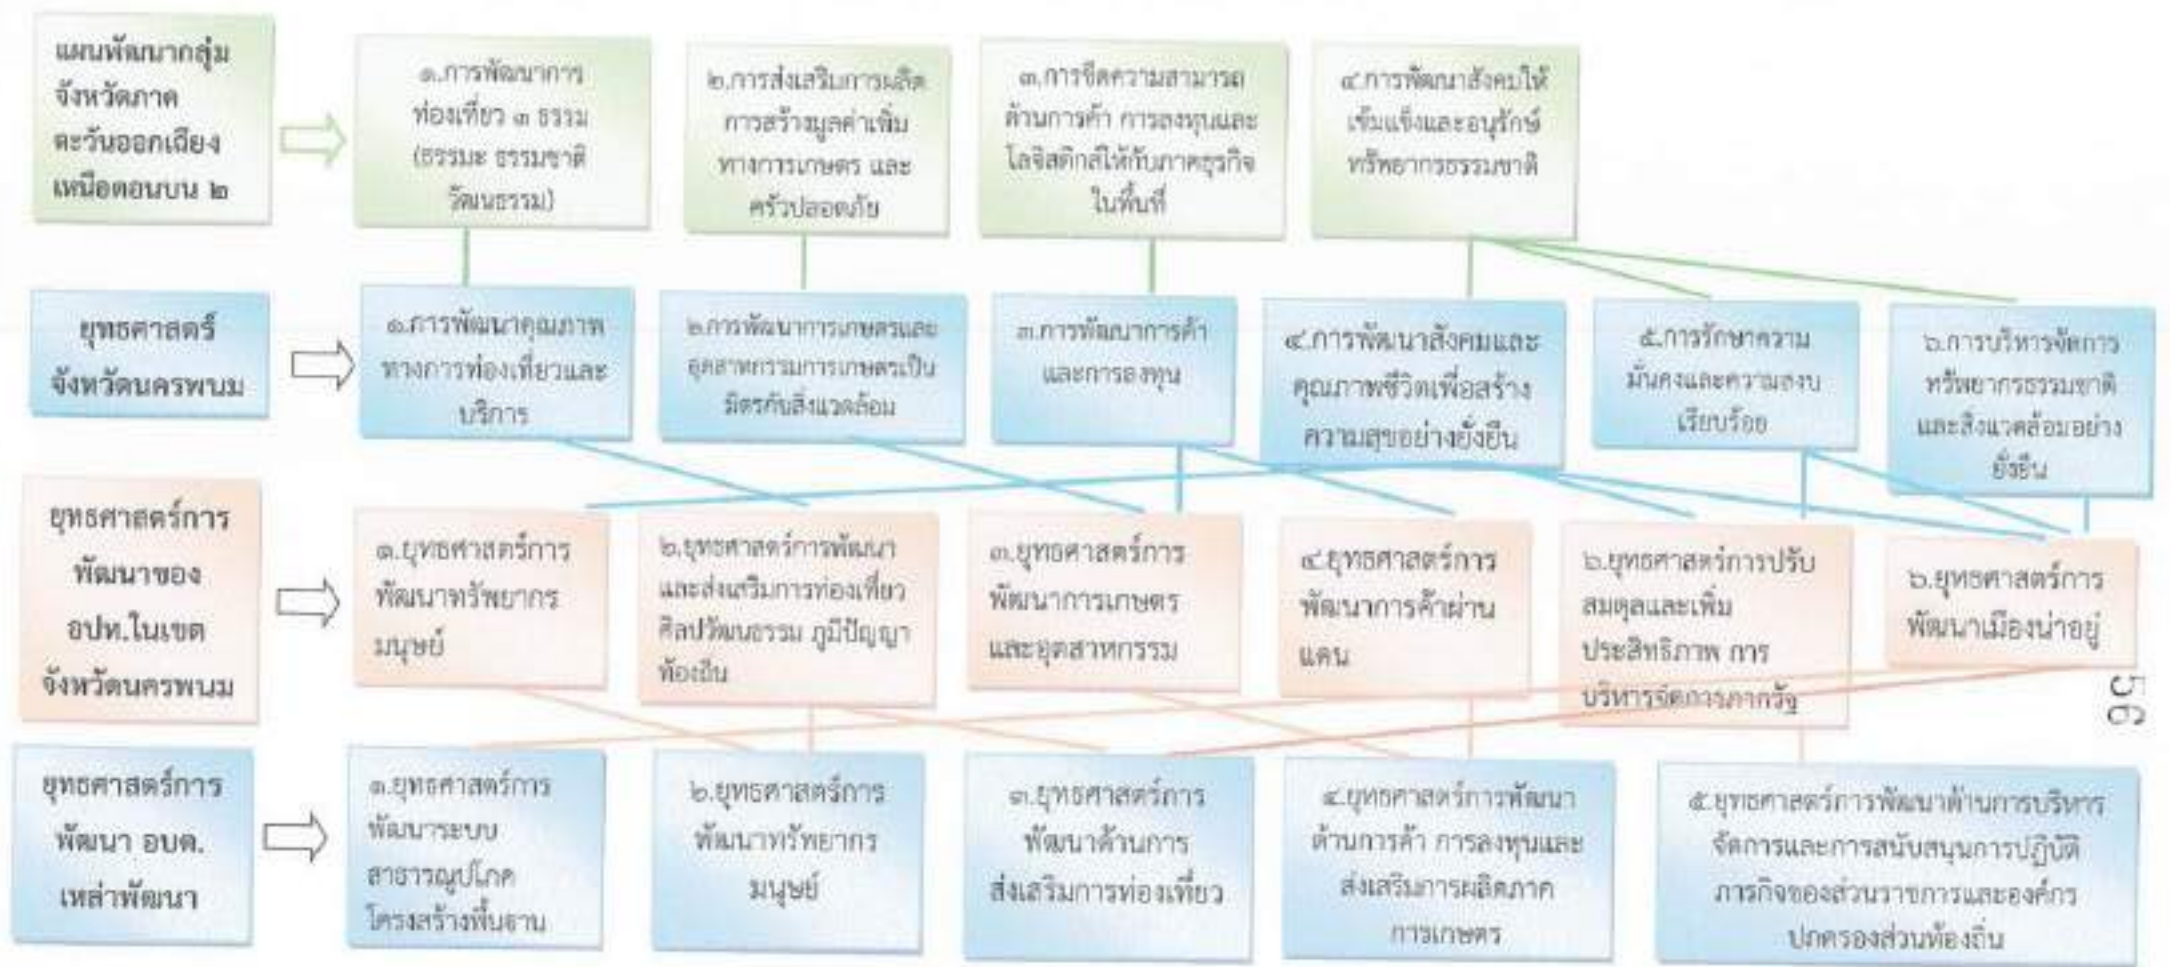 แผนพัฒนากลุ่ม
จังหวัดภาค
ตะวันออกเฉียง
เหนือตอนบน ๒
๑.การพัฒนาการ
ท่องเที่ยว ๓ ธรรม
(ธรรมะ ธรรมชาติ
วัฒนธรรม)
๒.การส่งเสริมการผลิต
การสร้างมูลค่าเพิ่ม
ทางการเกษตร และ
ครัวปลอดภัย
๓.การขีดความสามารถ
ด้านการค้า การลงทุนและ
โลจิสติกส์ให้กับภาคธุรกิจ
ในพื้นที่
๔.การพัฒนาสังคมให้
เข้มแข็งและอนุรักษ์
ทรัพยากรธรรมชาติ
ยุทธศาสตร์
จังหวัดนครพนม
๑.การพัฒนาคุณภาพ
ทางการท่องเที่ยวและ
บริการ
๒.การพัฒนาการเกษตรและ
อุตสาหกรรมการเกษตรเป็น
มิตรกับสิ่งแวดล้อม
๓.การพัฒนาการค้า
และการลงทุน
๔.การพัฒนาสังคมและ
คุณภาพชีวิตเพื่อสร้าง
ความสุขอย่างยั่งยืน
๕.การรักษาความ
มั่นคงและความสงบ
เรียบร้อย
๖.การบริหารจัดการ
ทรัพยากรธรรมชาติ
และสิ่งแวดล้อมอย่าง
ยั่งยืน
ยุทธศาสตร์การ
พัฒนาของ
อปท.ในเขต
จังหวัดนครพนม
๑.ยุทธศาสตร์การ
พัฒนาทรัพยากร
มนุษย์
๒.ยุทธศาสตร์การพัฒนา
และส่งเสริมการท่องเที่ยว
ศิลปวัฒนธรรม ภูมิปัญญา
ท้องถิ่น
๓.ยุทธศาสตร์การ
พัฒนาการเกษตร
และอุตสาหกรรม
๔.ยุทธศาสตร์การ
พัฒนาการค้าผ่าน
แดน
๖.ยุทธศาสตร์การปรับ
สมดุลและเพิ่ม
ประสิทธิภาพ การ
บริหารจัดการภาครัฐ
๖.ยุทธศาสตร์การ
พัฒนาเมืองน่าอยู่
56
ยุทธศาสตร์การ
พัฒนา อบต.
เหล่าพัฒนา
๑.ยุทธศาสตร์การ
พัฒนาระบบ
สาธารณูปโภค
โครงสร้างพื้นฐาน
๒.ยุทธศาสตร์การ
พัฒนาทรัพยากร
มนุษย์
๓.ยุทธศาสตร์การ
พัฒนาด้านการ
ส่งเสริมการท่องเที่ยว
๔.ยุทธศาสตร์การพัฒนา
ด้านการค้า การลงทุนและ
ส่งเสริมการผลิตภาค
การเกษตร
๕.ยุทธศาสตร์การพัฒนาด้านการบริหาร
จัดการและการสนับสนุนการปฏิบัติ
ภารกิจของส่วนราชการและองค์กร
ปกครองส่วนท้องถิ่น